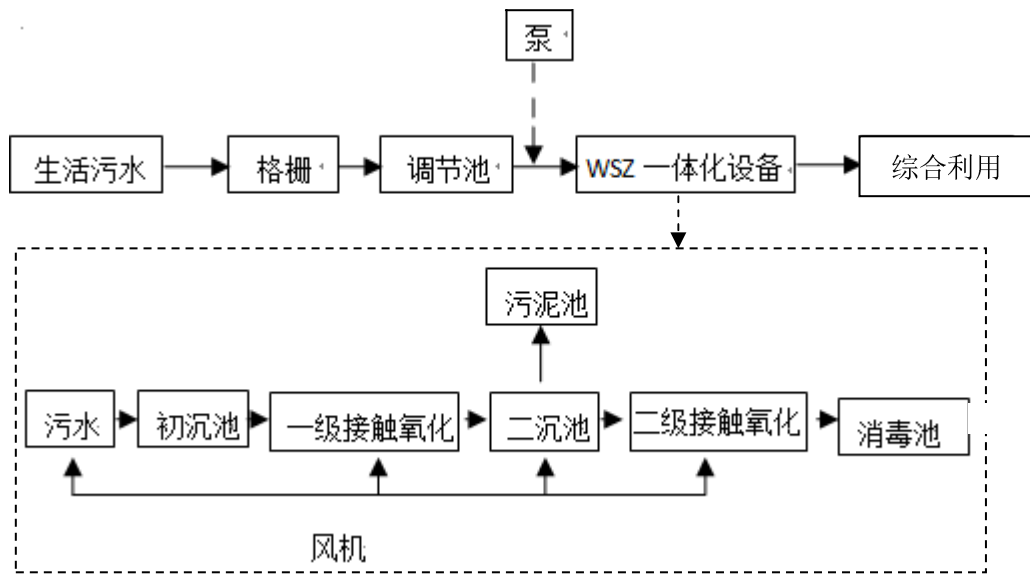 泵
生活污水
格栅
调节池
WSZ 一体化设备
综合利用
污泥池
污水
初沉池
一级接触氧化
二沉池
二级接触氧化
消毒池
风机